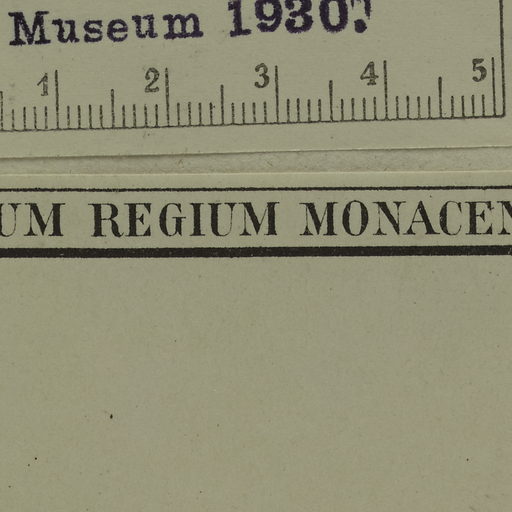 Museum 1930.
1 2 3 4 5
UM REGIUM MONACEN